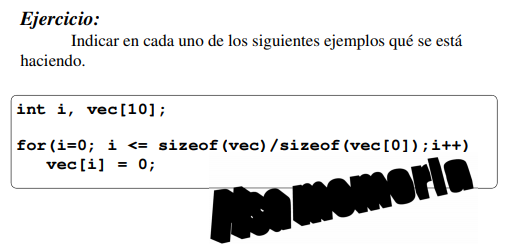 Ejercicio:
Indicar en cada uno de los siguientes ejemplos qué se está
haciendo.
int i, vec[10];
for(i=0; i <= sizeof(vec)/sizeof(vec[0]);i++)
vec[i] = 0;
Pisa memoria